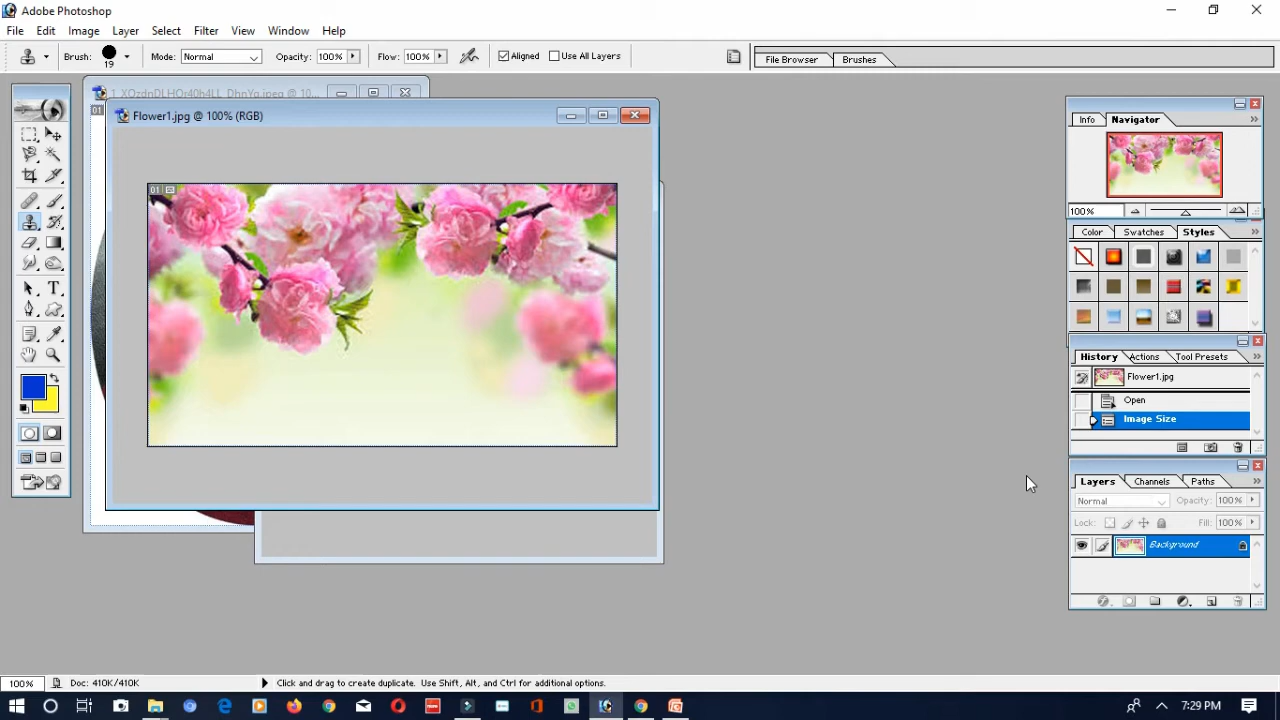 Adobe Photoshop
File Edit Image Layer Select Filter View Window Help
Brush: 19 Mode: Normal Opacity: 100% Flow: 100% Aligned Use All Layers File Browser Brushes
Flower1.jpg @ 100% (RGB)
01
01
Info Navigator
100%
Color Swatches Styles
History Actions Tool Presets
Flower1.jpg
Open
Image Size
Layers Channels Paths
Normal Opacity: 100%
Lock: Fill: 100%
Background
100% Doc: 410K/410K Click and drag to create duplicate. Use Shift, Alt, and Ctrl for additional options.
7:29 PM